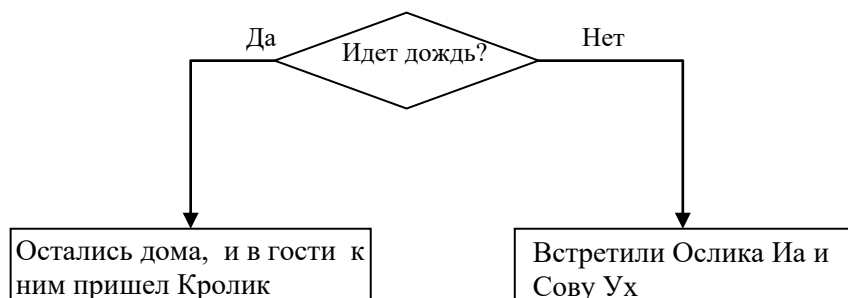 Да
Идет дождь?
Нет
Остались дома,  и в гости  к
ним пришел Кролик
Встретили Ослика Иа и
Сову Ух